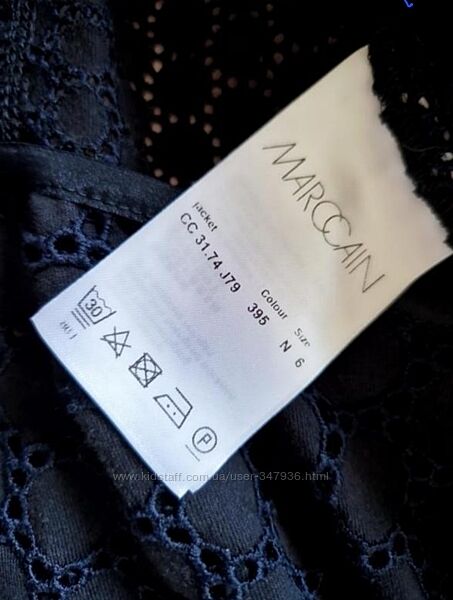 MARCCAIN
jacket Colour Size
CC 31.74 J79 395 N 6
30
P
www.kidstaff.com.ua/user-347936.html